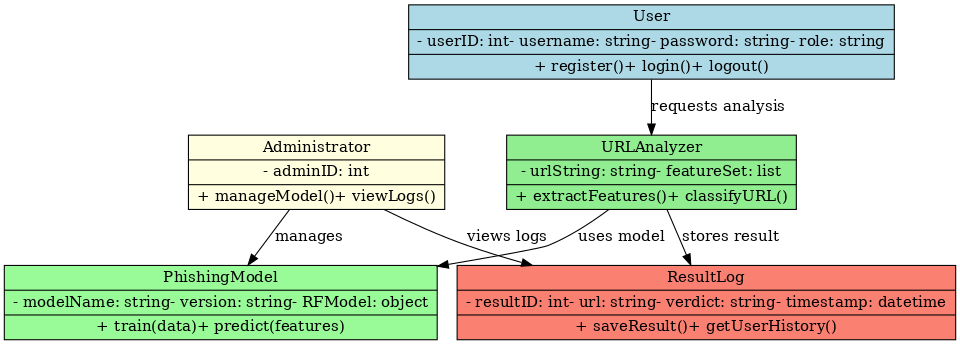 User
- userID: int- username: string- password: string- role: string
+ register()+ login()+ logout()
requests analysis
Administrator
- adminID: int
+ manageModel()+ viewLogs()
URLAnalyzer
- urlString: string- featureSet: list
+ extractFeatures()+ classifyURL()
manages
views logs
uses model
stores result
PhishingModel
- modelName: string- version: string- RFModel: object
+ train(data)+ predict(features)
ResultLog
- resultID: int- url: string- verdict: string- timestamp: datetime
+ saveResult()+ getUserHistory()